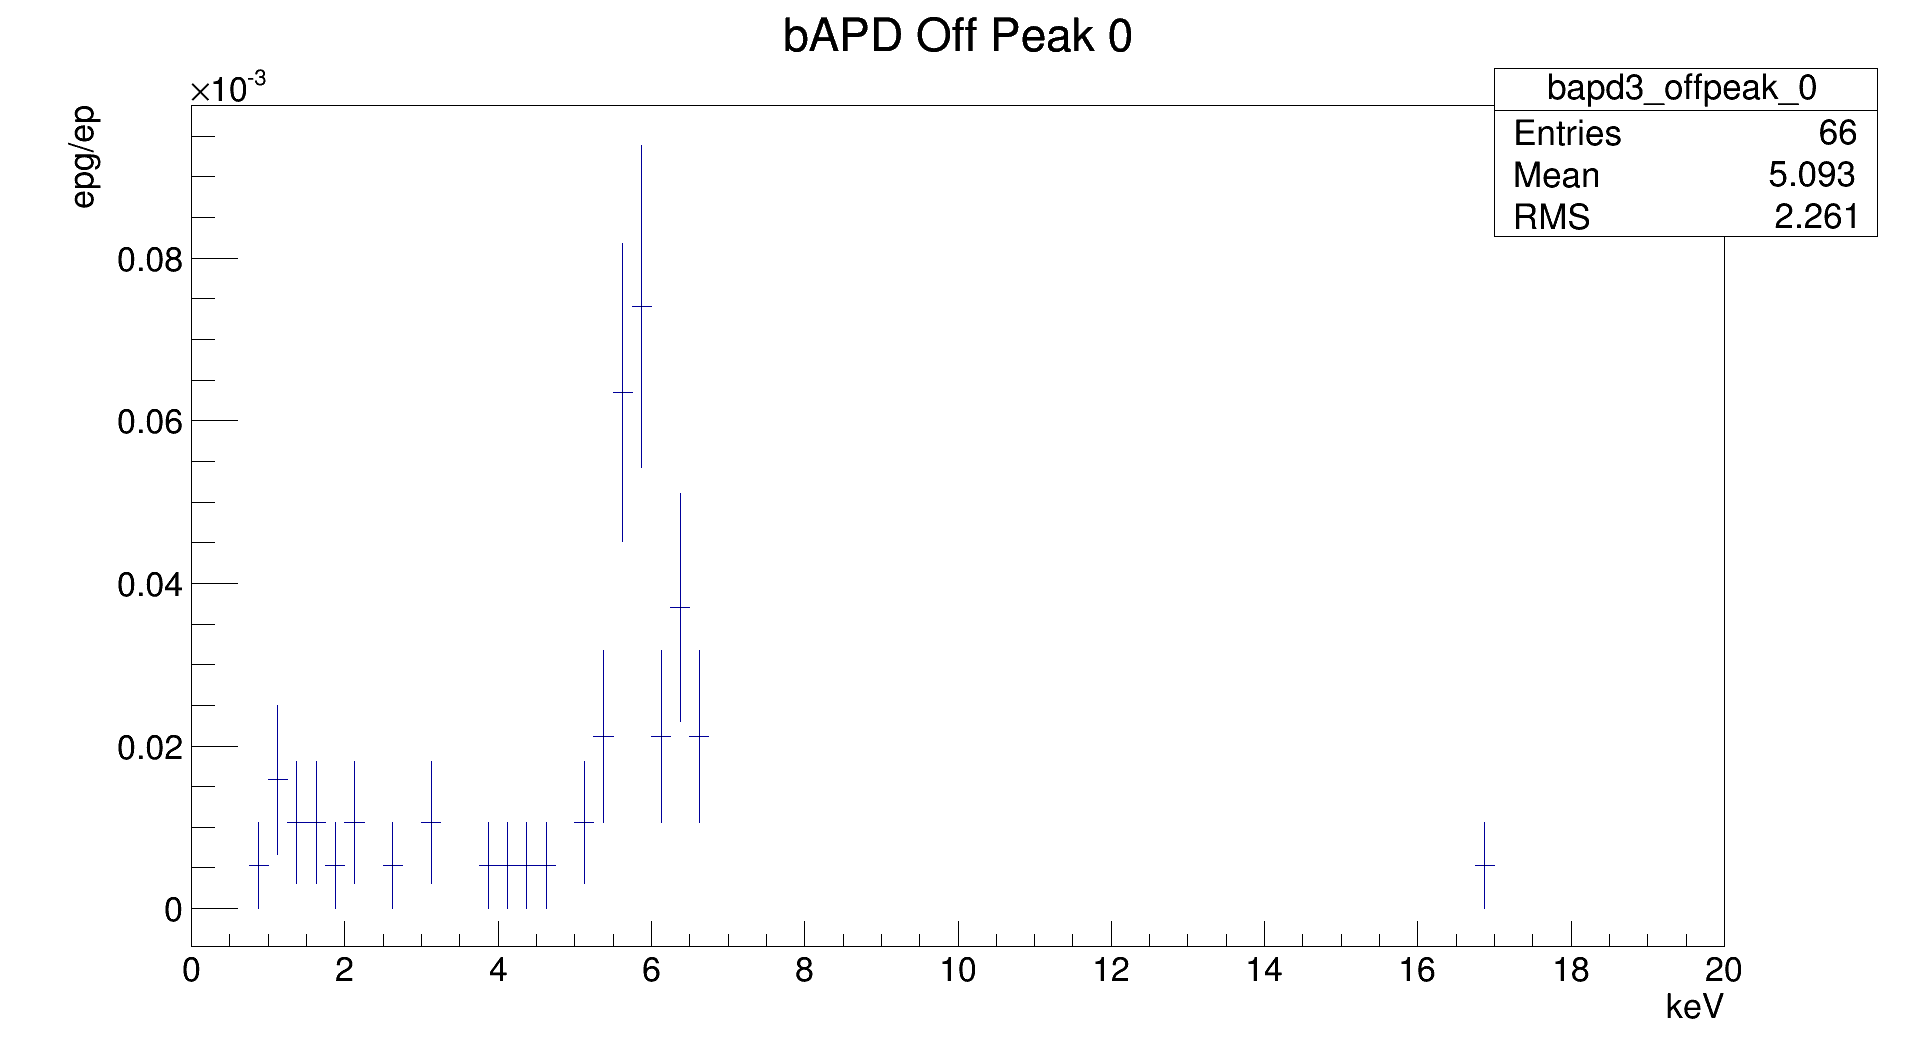 bAPD Off Peak 0
×10-3
epg/ep
bapd3_offpeak_0
Entries 66
Mean 5.093
RMS 2.261
0.08
0.06
0.04
0.02
0
0 2 4 6 8 10 12 14 16 18 20
keV